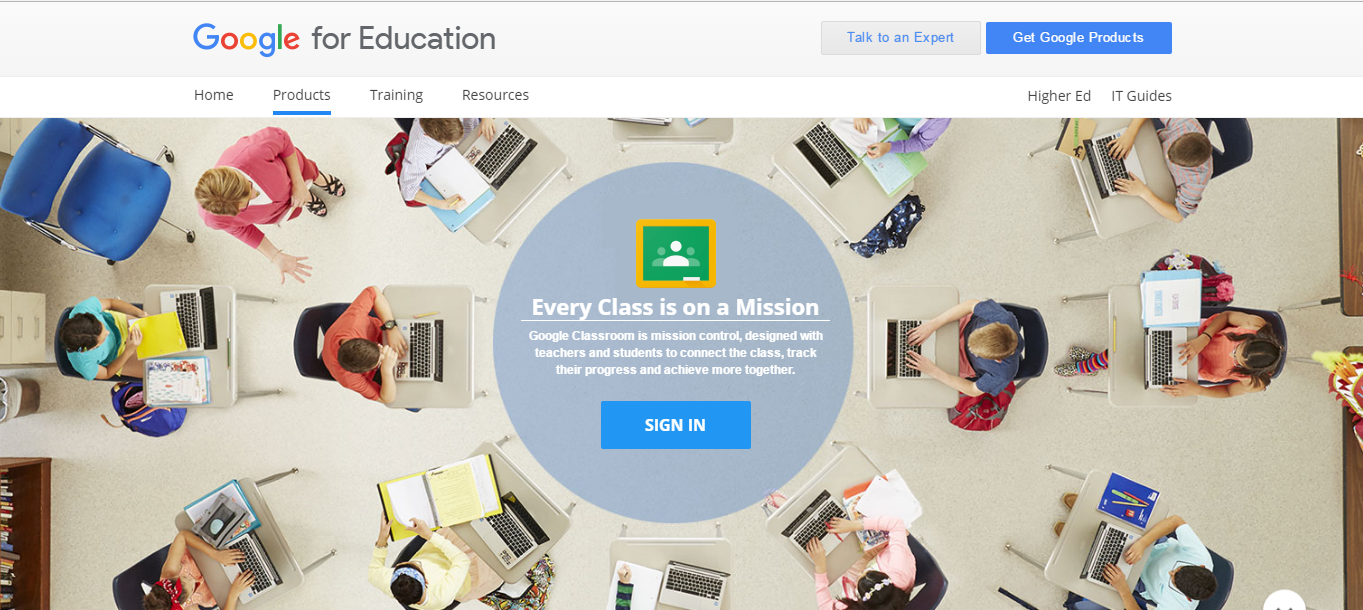 Google for Education
Talk to an Expert
Get Google Products
Home
Products
Training
Resources
Higher Ed
IT Guides
Every Class is on a Mission
Google Classroom is mission control, designed with
teachers and students to connect the class, track
their progress and achieve more together.
SIGN IN